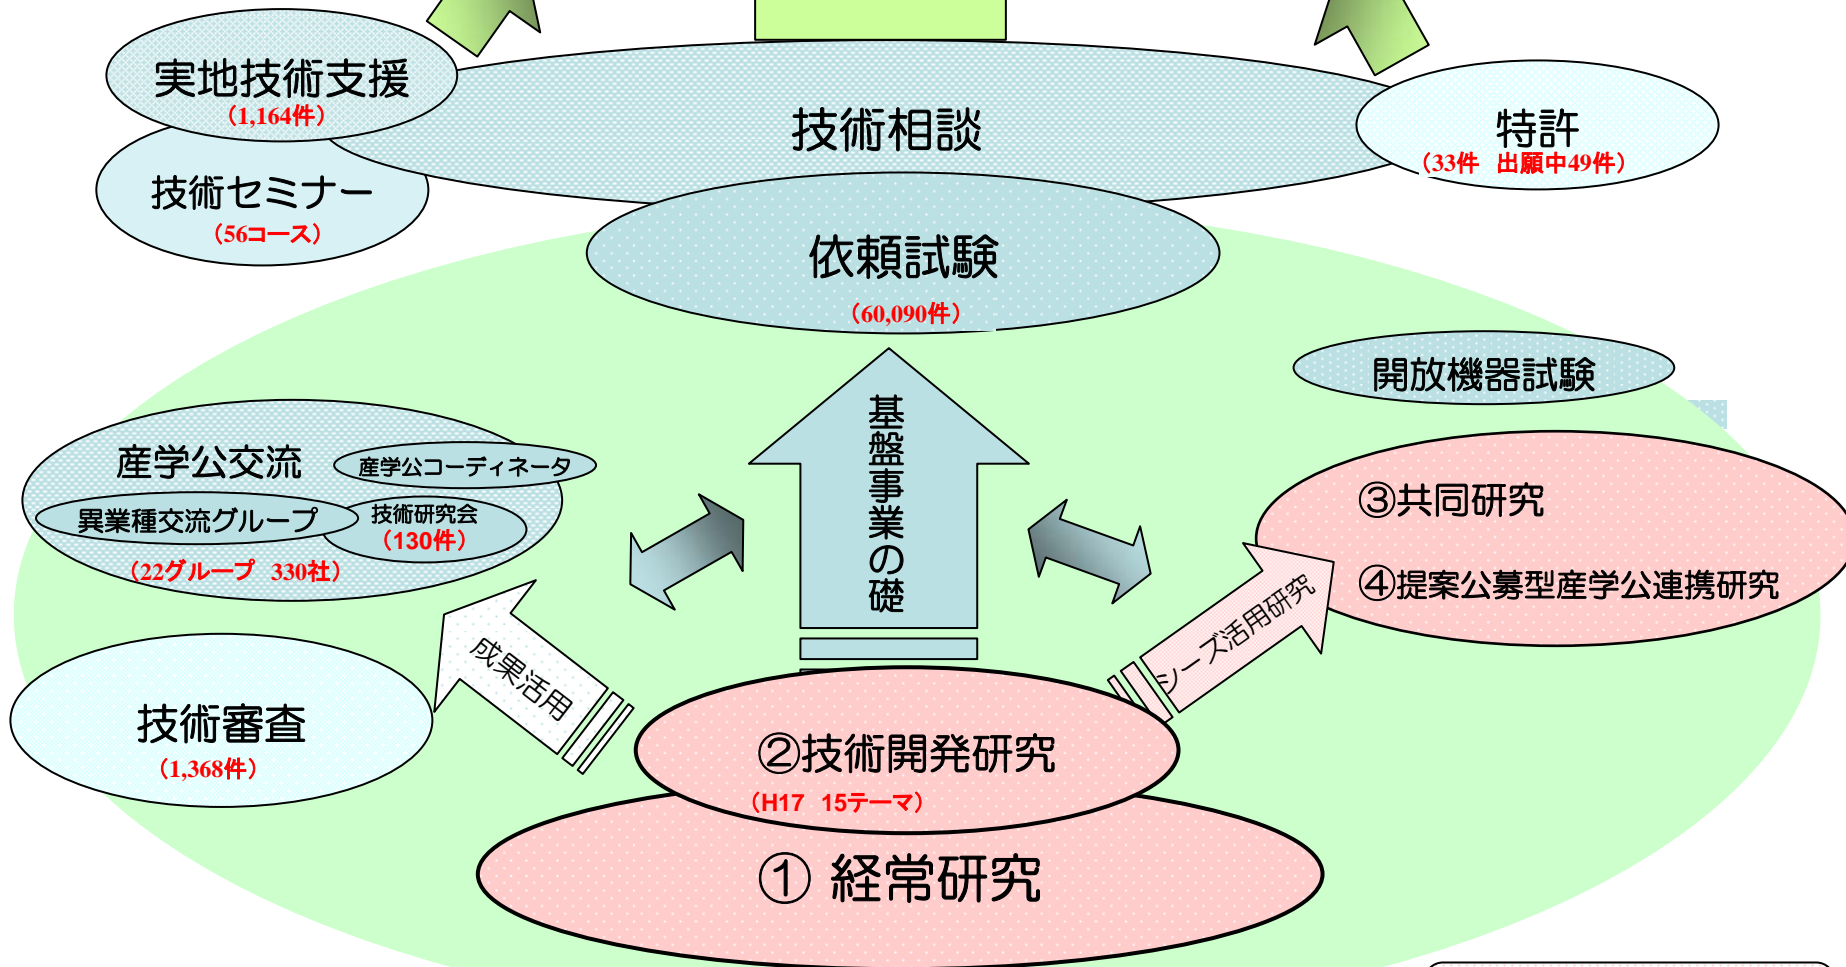 実地技術支援
（1,164件）
技術相談
特許
（33件　出願中49件）
技術セミナー
（56コース）
依頼試験
（60,090件）
開放機器試験
基盤事業の礎
産学公交流
産学公コーディネータ
異業種交流グループ
技術研究会
（130件）
（22グループ　330社）
③共同研究
④提案公募型産学公連携研究
シーズ活用研究
成果活用
技術審査
（1,368件）
②技術開発研究
（H17　15テーマ）
① 経常研究